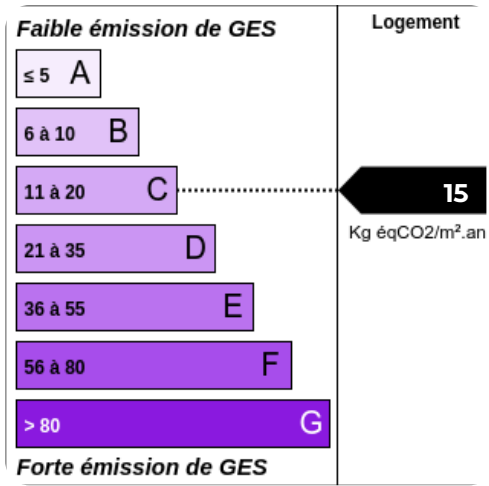 Faible émission de GES
Logement
≤ 5 A
6 à 10 B
11 à 20 C
15
Kg éqCO2/m².an
21 à 35 D
36 à 55 E
56 à 80 F
> 80 G
Forte émission de GES